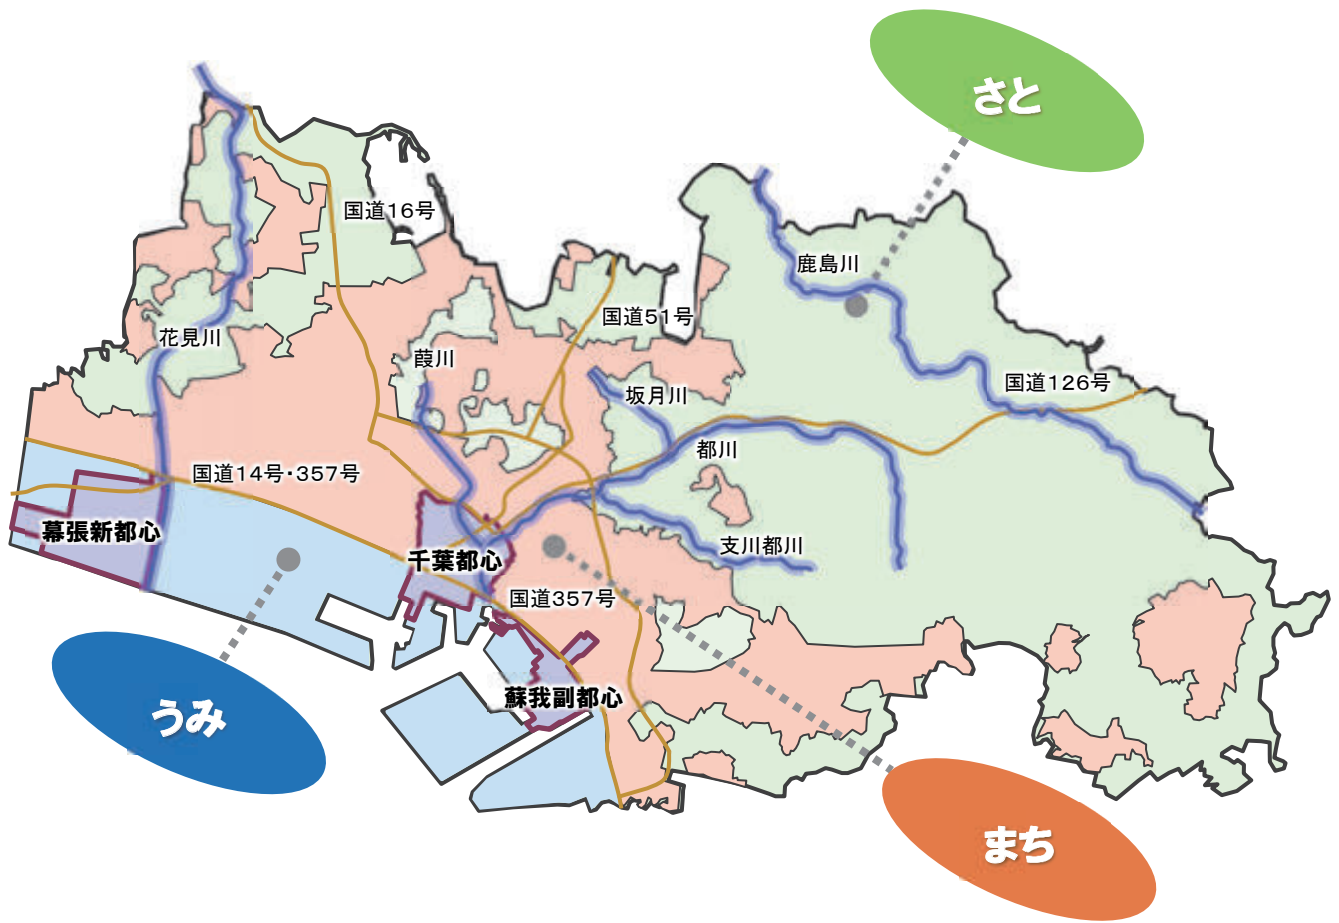 さと
国道16号
鹿島川
国道51号
花見川
葭川
国道126号
坂月川
都川
国道14号・357号
幕張新都心
支川都川
千葉都心
国道357号
蘇我副都心
うみ
まち